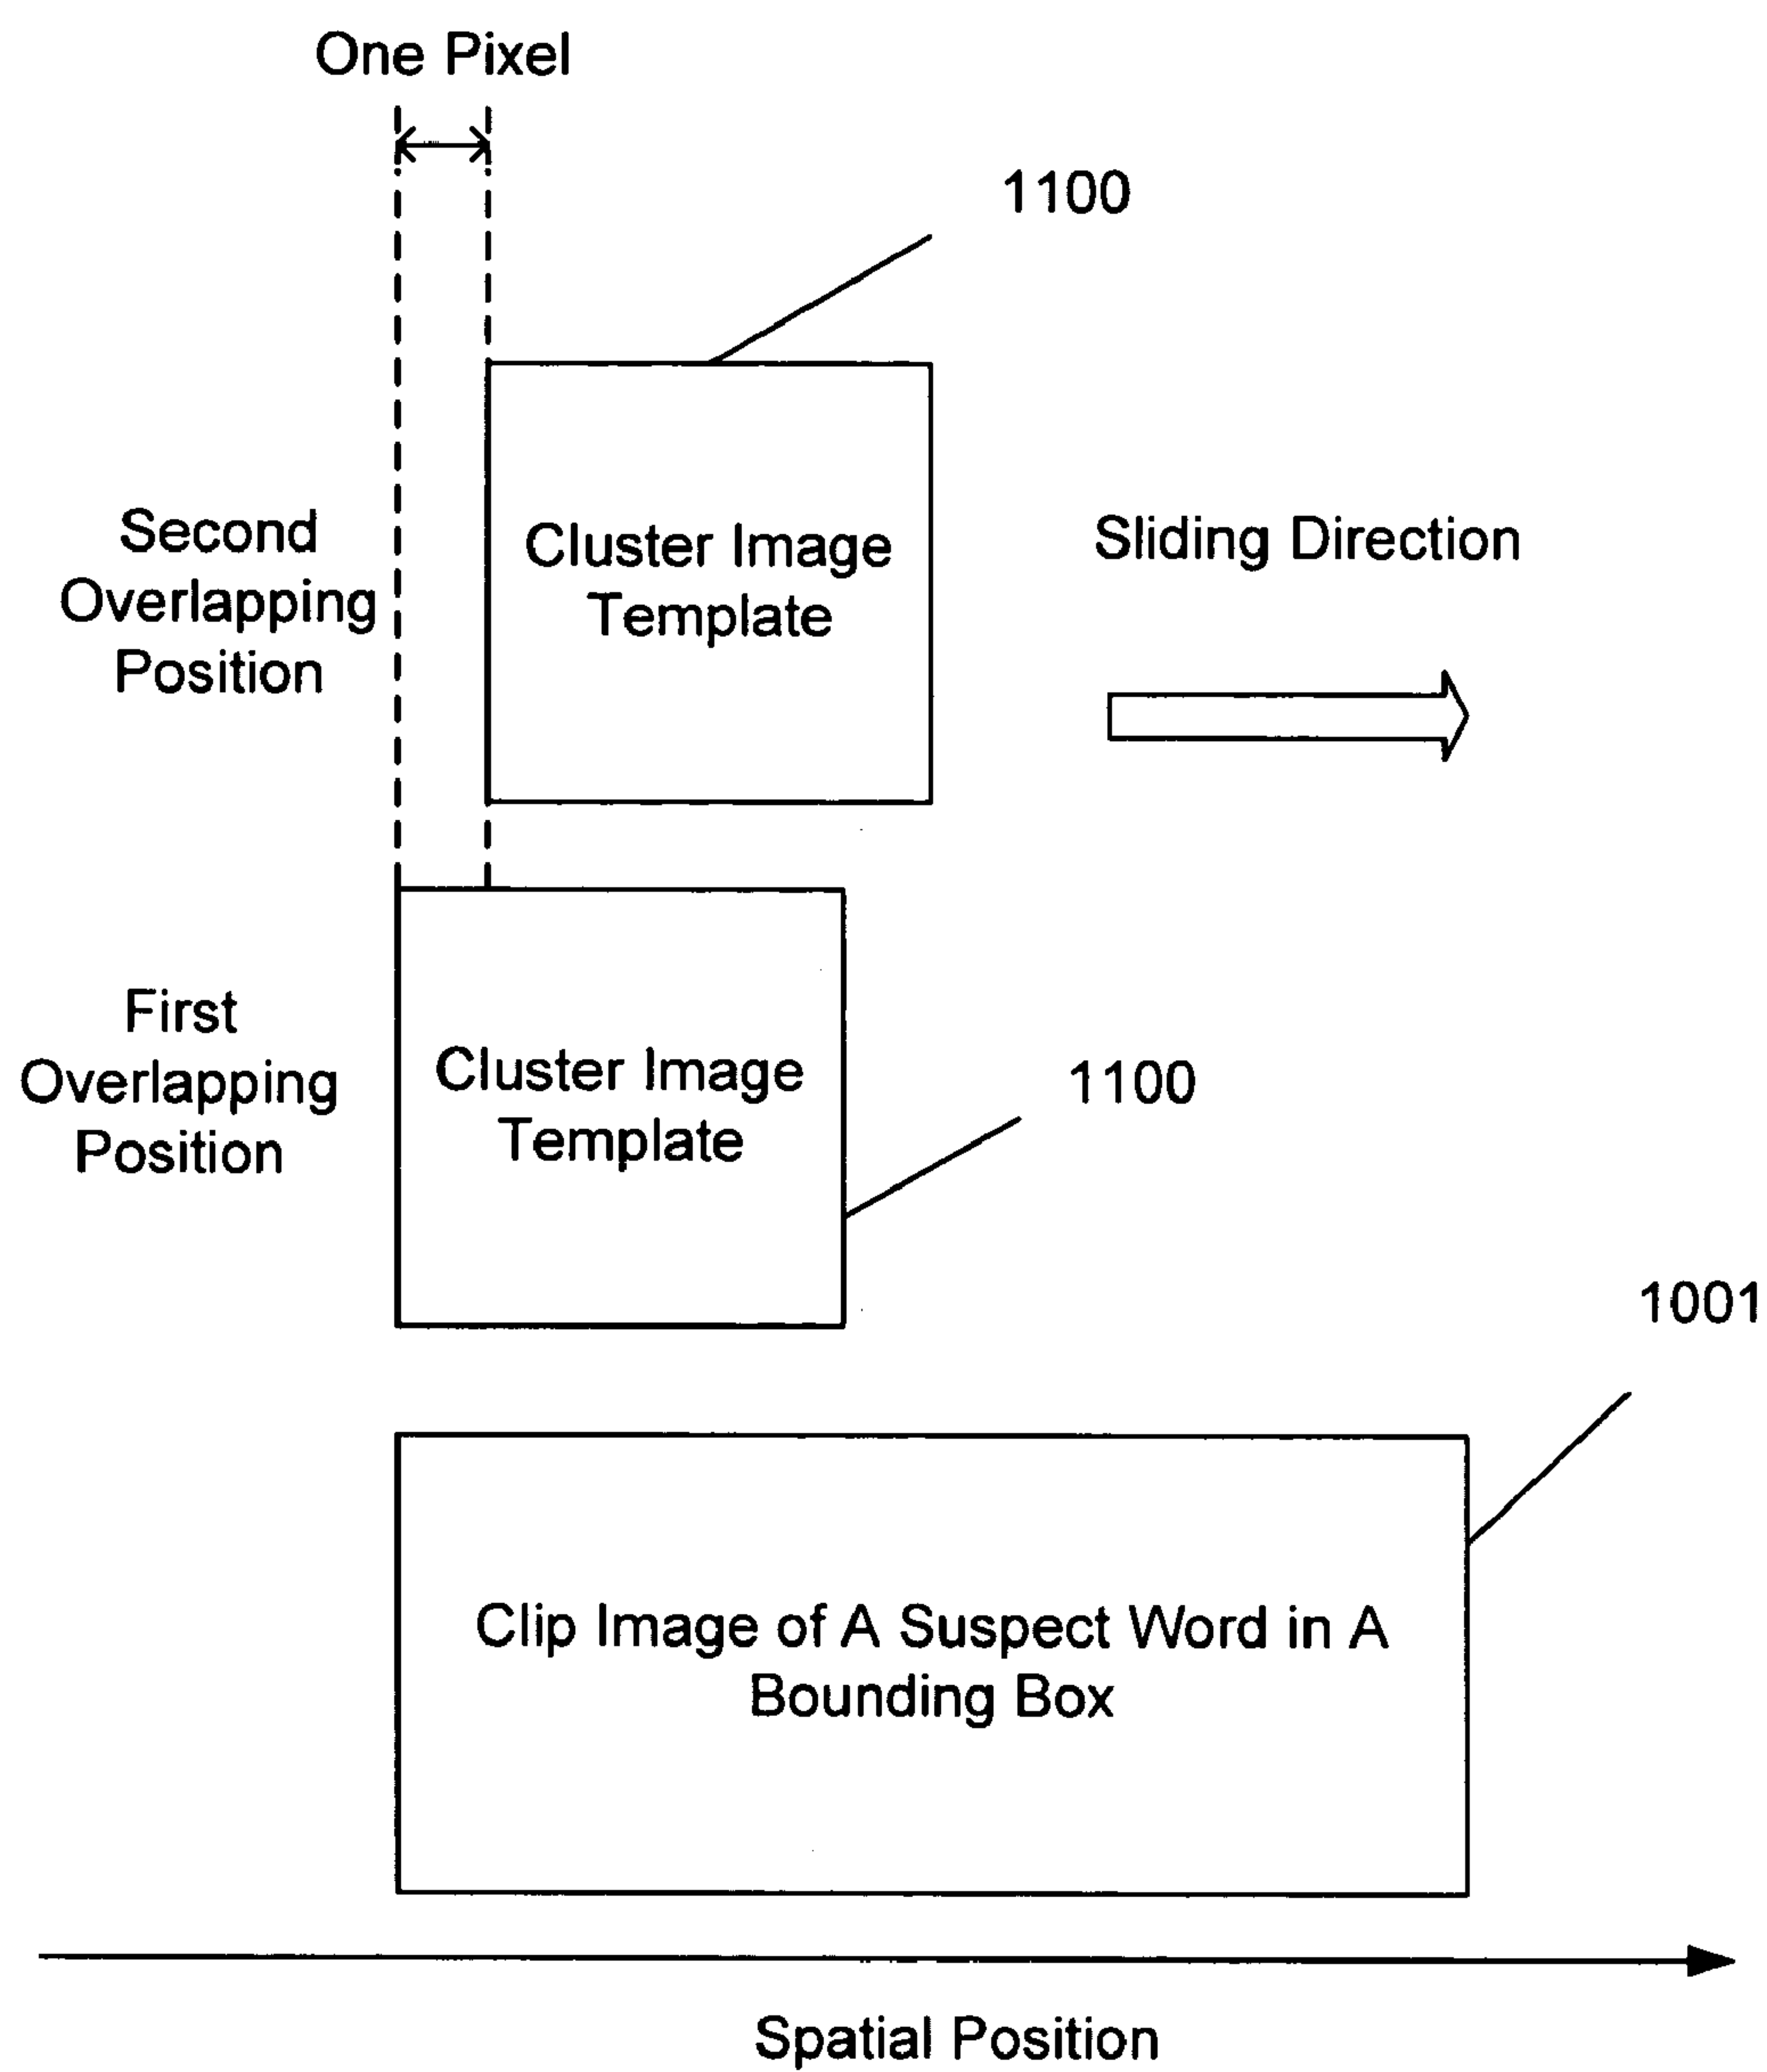 One Pixel
1100
Second
Overlapping
Position
Cluster Image
Template
Sliding Direction
First
Overlapping
Position
Cluster Image
Template
1100
1001
Clip Image of A Suspect Word in A
Bounding Box
Spatial Position